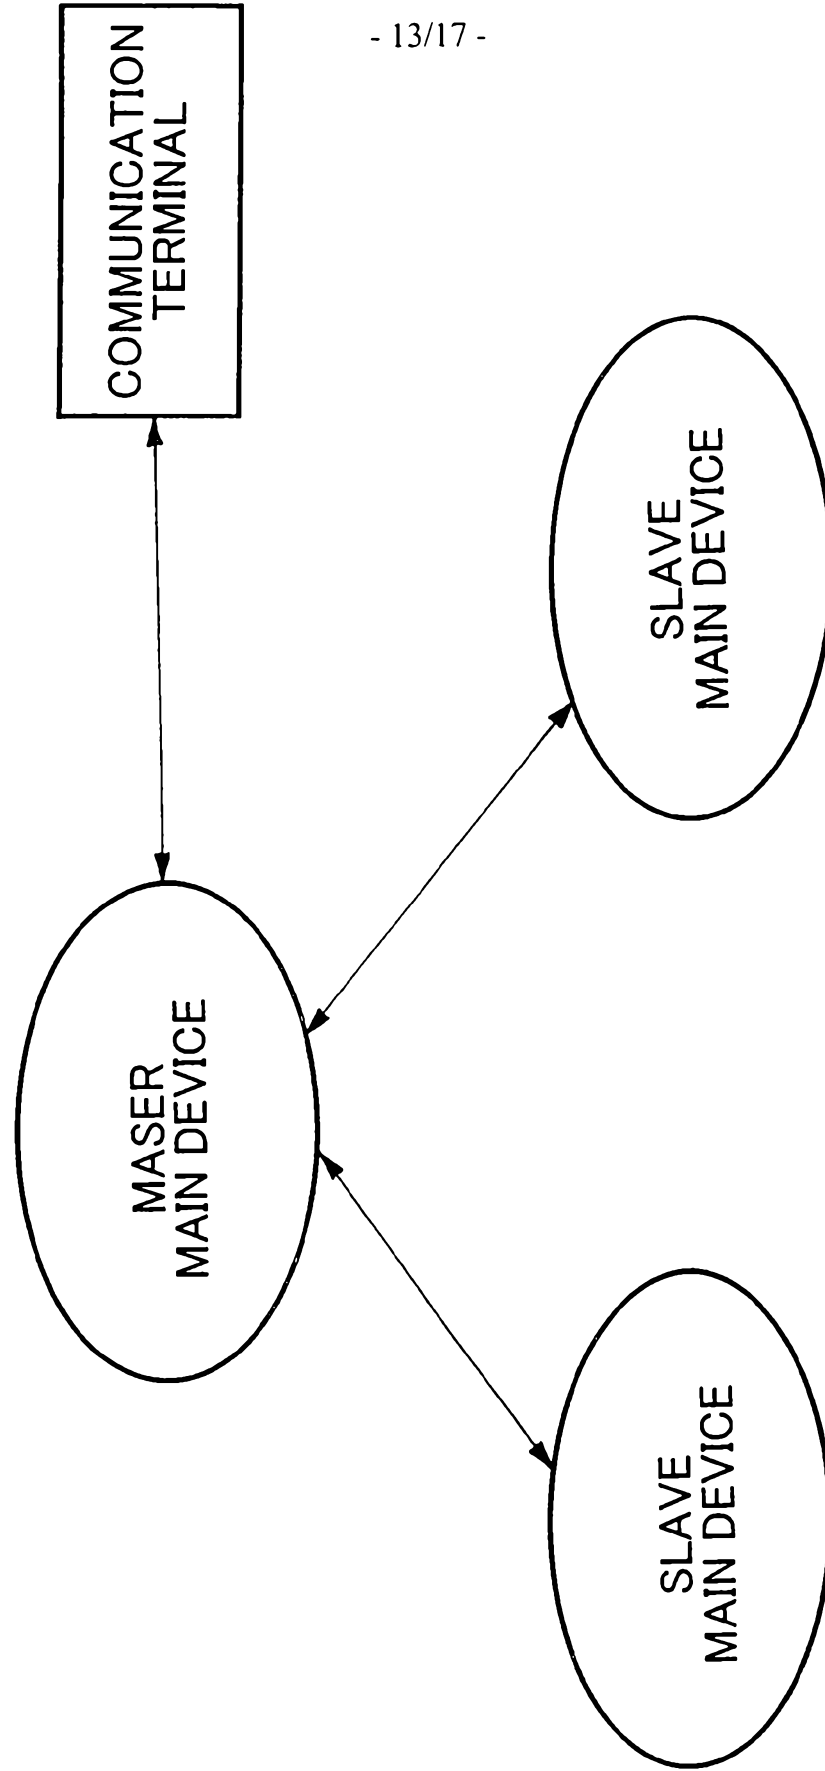 - 13/17 -
COMMUNICATION
TERMINAL
MASER
MAIN DEVICE
SLAVE
MAIN DEVICE
SLAVE
MAIN DEVICE